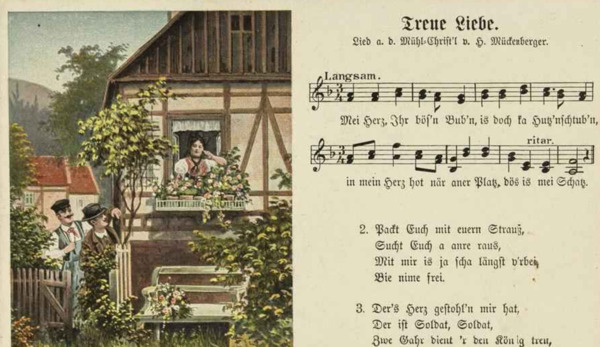 Treue Liebe.
Lied a. d. Mühl-Christ'l v. H. Mückenberger.
Langsam.
Mei Herz, Ihr bös'n Bub'n, is doch ka Hutz'nschtub'n,
ritar.
in mein Herz hot när aner Platz, dös is mei Schatz.
2. Packt Euch mit euern Strauß,
Sucht Euch a anre raus,
Mit mir is ja scha längst v'rbei,
Bie nime frei.
3. Der's Herz gestohl'n mir hat,
Der ist Soldat, Soldat,
Zwe Gahr dient 'r den König treu,